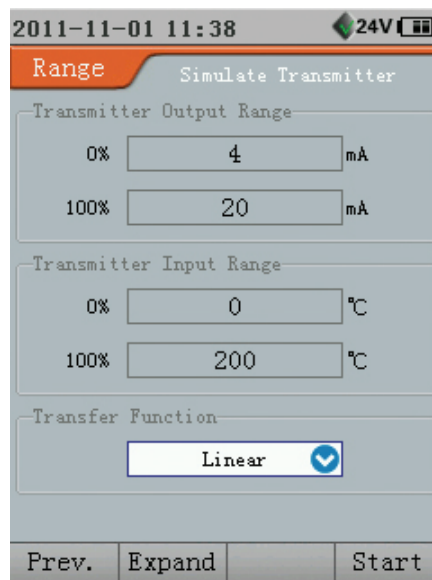 2011-11-01 11:38 24V
Range Simulate Transmitter
Transmitter Output Range
0% 4 mA
100% 20 mA
Transmitter Input Range
0% 0 ℃
100% 200 ℃
Transfer Function
Linear
Prev. Expand Start